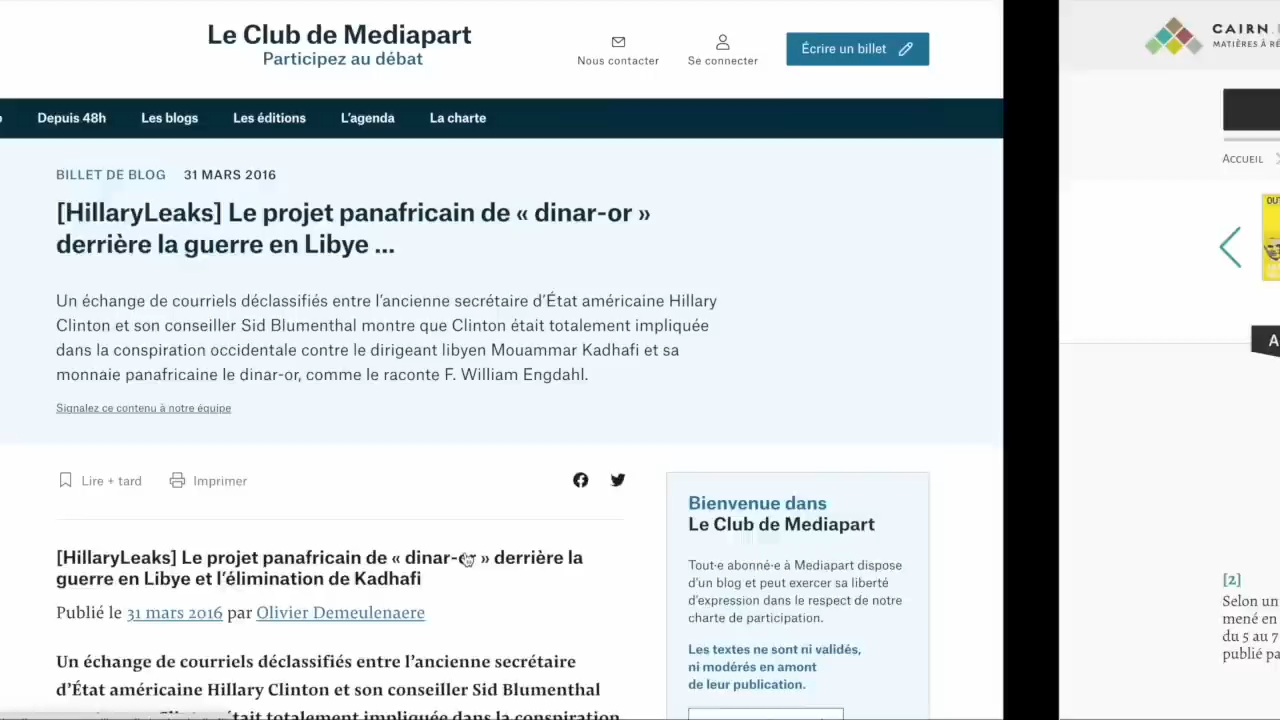 Le Club de Mediapart
Participez au débat
Nous contacter
Se connecter
Écrire un billet
Depuis 48h
Les blogs
Les éditions
L'agenda
La charte
BILLET DE BLOG 31 MARS 2016
[HillaryLeaks] Le projet panafricain de « dinar-or »
derrière la guerre en Libye ...
Un échange de courriels déclassifiés entre l'ancienne secrétaire d'État américaine Hillary
Clinton et son conseiller Sid Blumenthal montre que Clinton était totalement impliquée
dans la conspiration occidentale contre le dirigeant libyen Mouammar Kadhafi et sa
monnaie panafricaine le dinar-or, comme le raconte F. William Engdahl.
Signalez ce contenu à notre équipe
Lire + tard
Imprimer
[HillaryLeaks] Le projet panafricain de « dinar-or » derrière la
guerre en Libye et l'élimination de Kadhafi
Publié le 31 mars 2016 par Olivier Demeulenaere
Un échange de courriels déclassifiés entre l'ancienne secrétaire
d'État américaine Hillary Clinton et son conseiller Sid Blumenthal
était totalement impliquée dans la conspiration
Bienvenue dans
Le Club de Mediapart
Tout·e abonné·e à Mediapart dispose
d'un blog et peut exercer sa liberté
d'expression dans le respect de notre
charte de participation.
Les textes ne sont ni validés,
ni modérés en amont
de leur publication.
CAIRN
MATIÈRES À RÉ
ACCUEIL
OUT
A
[2]
Selon un
mené en
du 5 au 7
publié pa